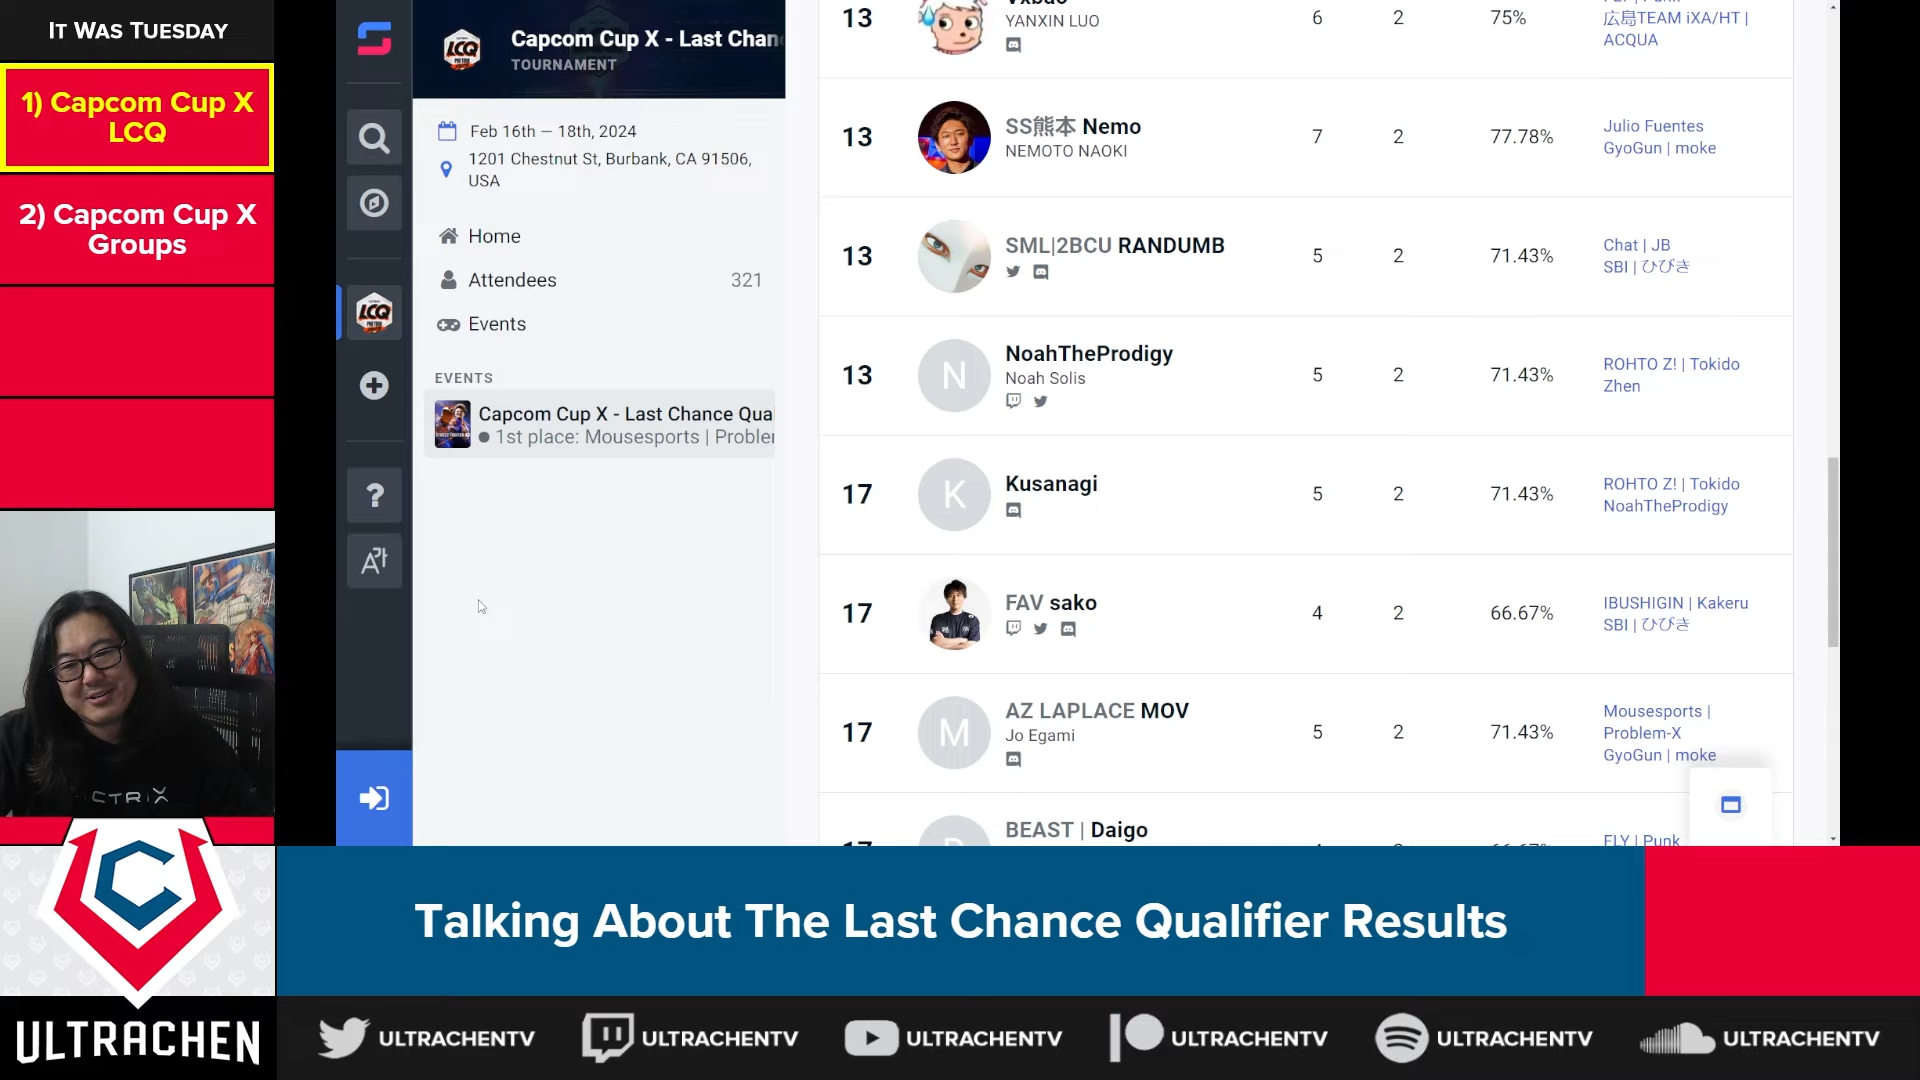 IT WAS TUESDAY
1) Capcom Cup X
LCQ
2) Capcom Cup X
Groups
LCQ
Capcom Cup X - Last Chan
TOURNAMENT
Feb 16th — 18th, 2024
1201 Chestnut St, Burbank, CA 91506,
USA
Home
Attendees 321
Events
EVENTS
Capcom Cup X - Last Chance Qua
1st place: Mousesports | Problem
LCQ
?
13 YANXIN LUO 6 2 75%
広島TEAM iXA/HT |
ACQUA
13 SS熊本 Nemo 7 2 77.78% Julio Fuentes
NEMOTO NAOKI GyoGun | moke
13 SML|2BCU RANDUMB 5 2 71.43% Chat | JB
SBI | ひびき
13 N NoahTheProdigy 5 2 71.43% ROHTO Z! | Tokido
Noah Solis Zhen
17 K Kusanagi 5 2 71.43% ROHTO Z! | Tokido
NoahTheProdigy
17 FAV sako 4 2 66.67% IBUSHIGIN | Kakeru
SBI | ひびき
17 M AZ LAPLACE MOV 5 2 71.43% Mousesports |
Jo Egami Problem-X
GyoGun | moke
BEAST | Daigo FLY | Punk
Talking About The Last Chance Qualifier Results
ULTRACHEN
ULTRACHENTV ULTRACHENTV ULTRACHENTV ULTRACHENTV ULTRACHENTV ULTRACHENTV